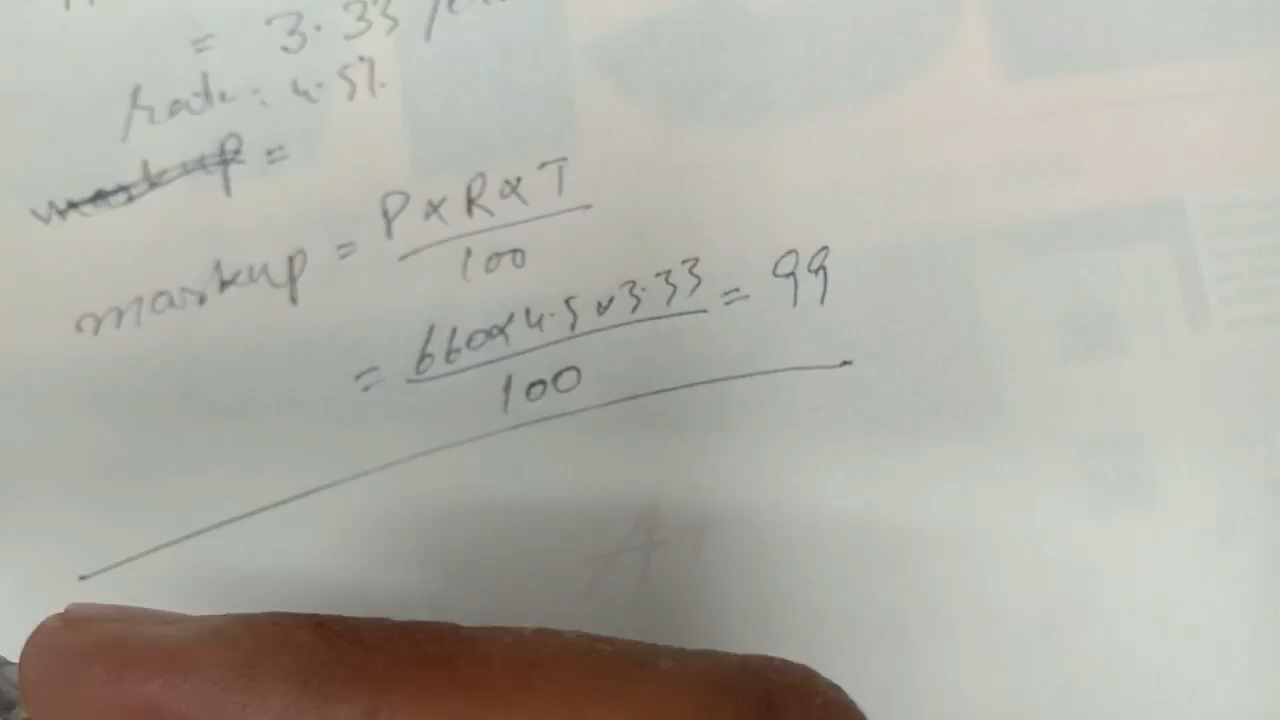 = 3.33
Rate: 4.5%
markup =
markup = P x R x T
100
= 660 x 4.5 x 3.33 = 99
100